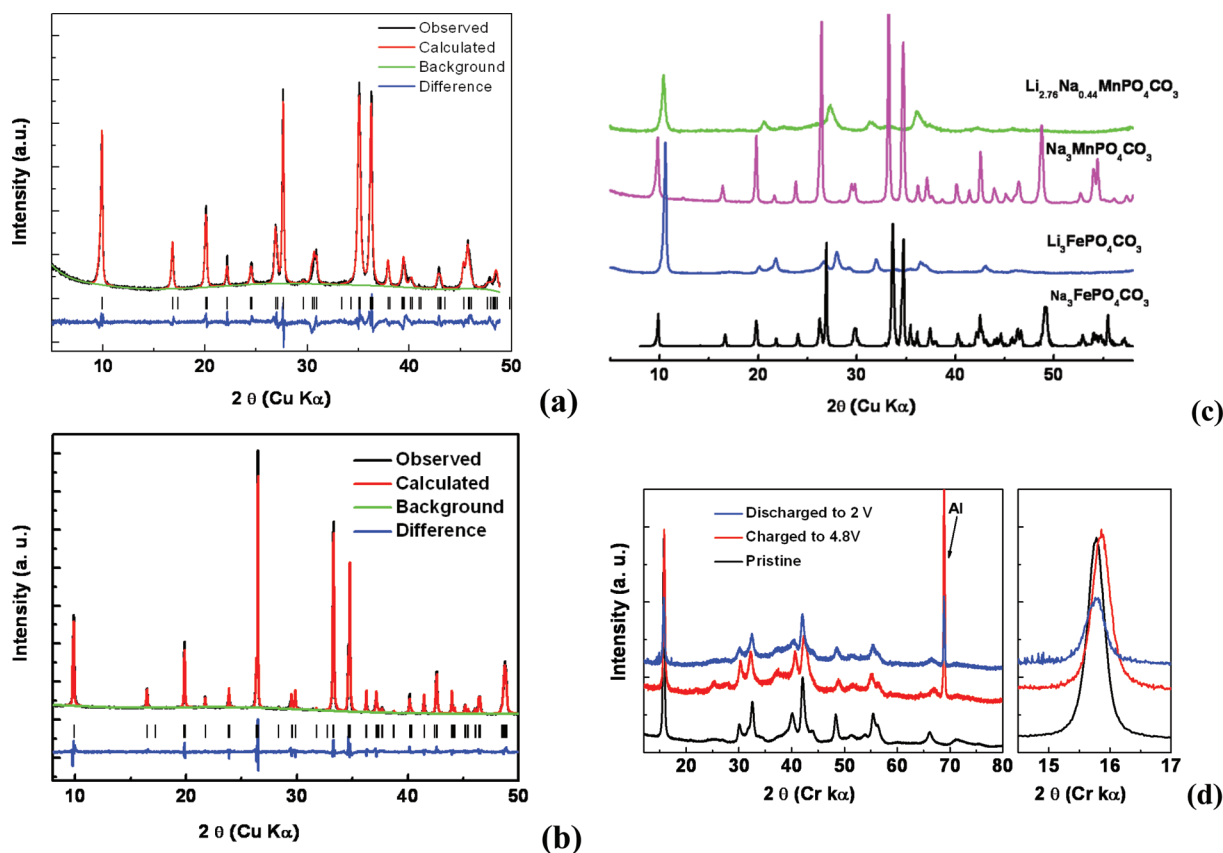 Observed
Calculated
Background
Difference
Intensity (a.u.)
10 20 30 40 50
2 θ (Cu Kα)
(a)
Li2.76Na0.44MnPO4CO3
Na3MnPO4CO3
Li3FePO4CO3
Na3FePO4CO3
Intensity (a.u.)
10 20 30 40 50
2θ (Cu Kα)
(c)
Observed
Calculated
Background
Difference
Intensity (a. u.)
10 20 30 40 50
2 θ (Cu Kα)
(b)
Discharged to 2 V
Charged to 4.8V
Pristine
Al
Intensity (a. u.)
20 30 40 50 60 70 80
2 θ (Cr kα)
15 16 17
2 θ (Cr kα)
(d)